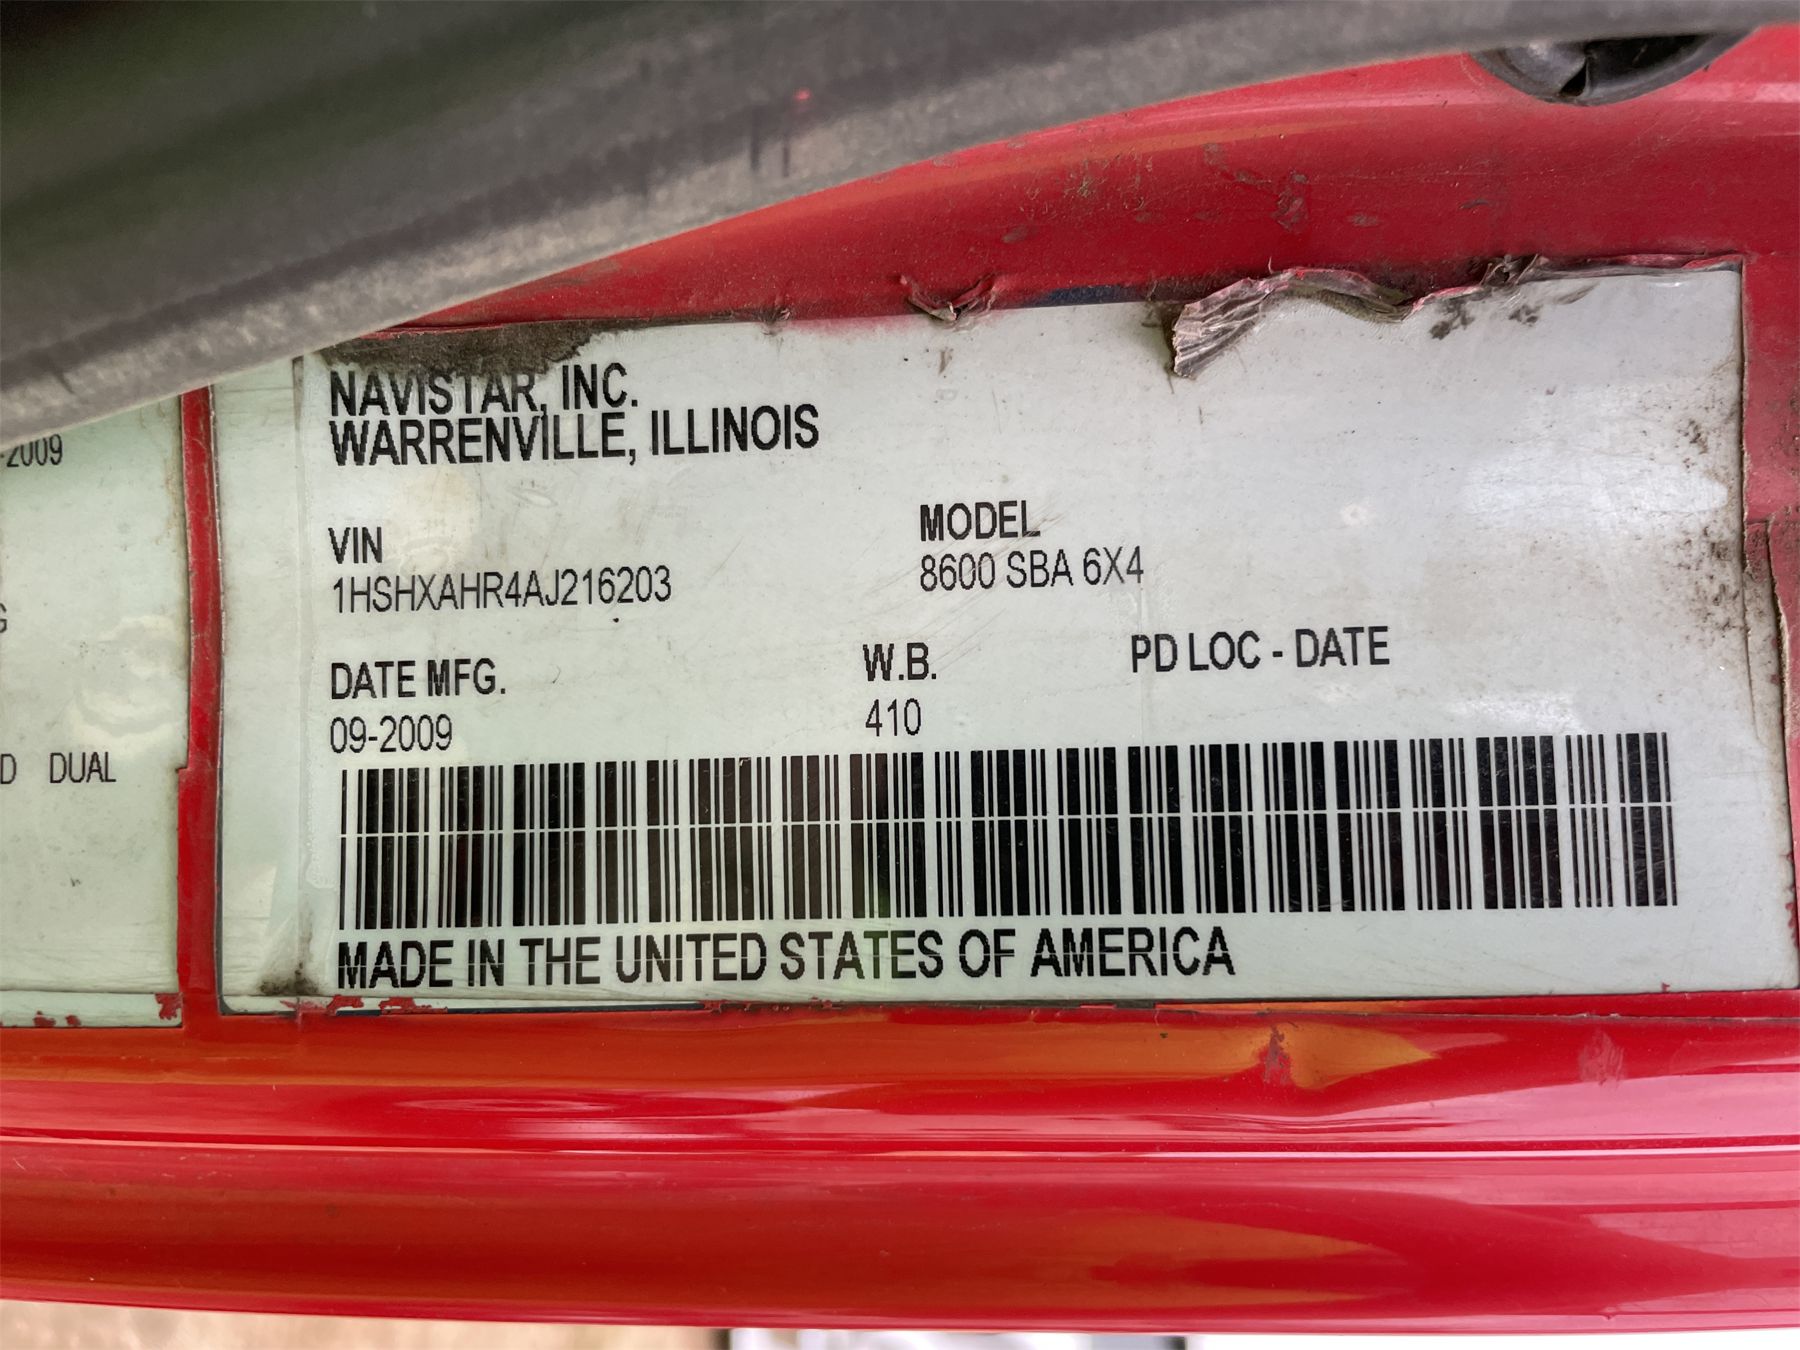 NAVISTAR, INC.
WARRENVILLE, ILLINOIS
VIN
1HSHXAHR4AJ216203
MODEL
8600 SBA 6X4
DATE MFG.
09-2009
W.B.
410
PD LOC - DATE
MADE IN THE UNITED STATES OF AMERICA
-2009
G
D DUAL